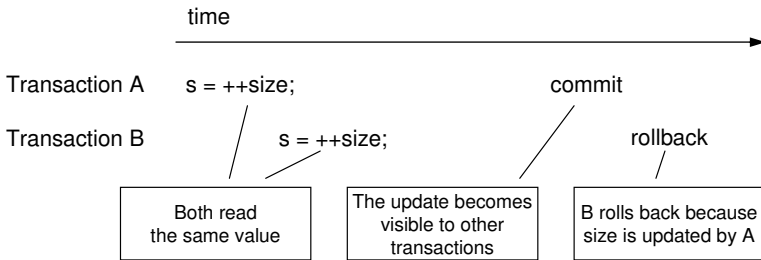 time
Transaction A s = ++size; commit
Transaction B s = ++size; rollback
Both read
the same value
The update becomes
visible to other
transactions
B rolls back because
size is updated by A